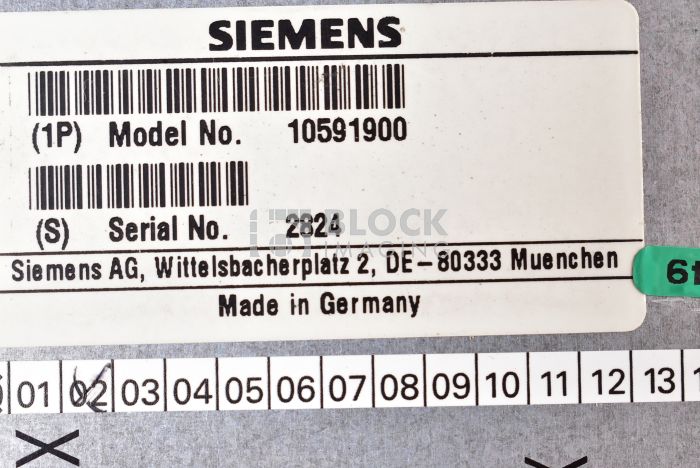 SIEMENS
(1P) Model No. 10591900
(S) Serial No. 2824
BLOCK
IMAGING
Siemens AG, Wittelsbacherplatz 2, DE-80333 Muenchen
Made in Germany
01 02 03 04 05 06 07 08 09 10 11 12 13
X